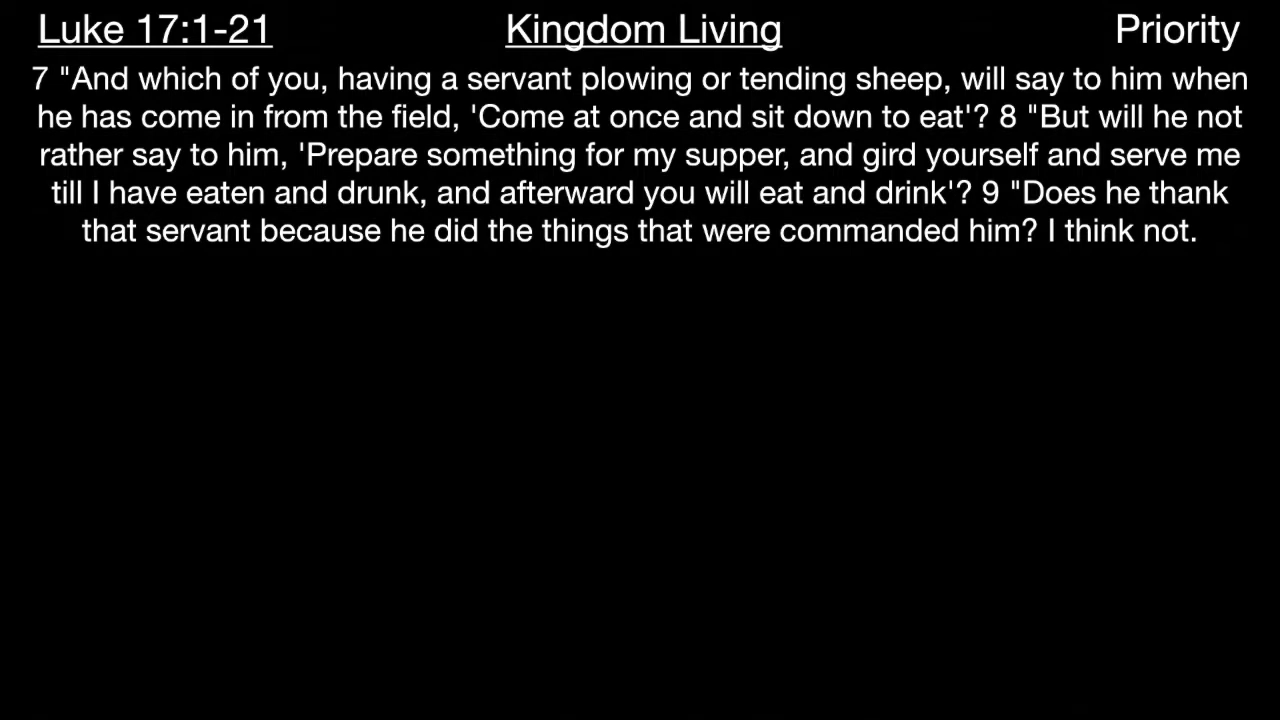 Luke 17:1-21 Kingdom Living Priority
7 "And which of you, having a servant plowing or tending sheep, will say to him when
he has come in from the field, 'Come at once and sit down to eat'? 8 "But will he not
rather say to him, 'Prepare something for my supper, and gird yourself and serve me
till I have eaten and drunk, and afterward you will eat and drink'? 9 "Does he thank
that servant because he did the things that were commanded him? I think not.